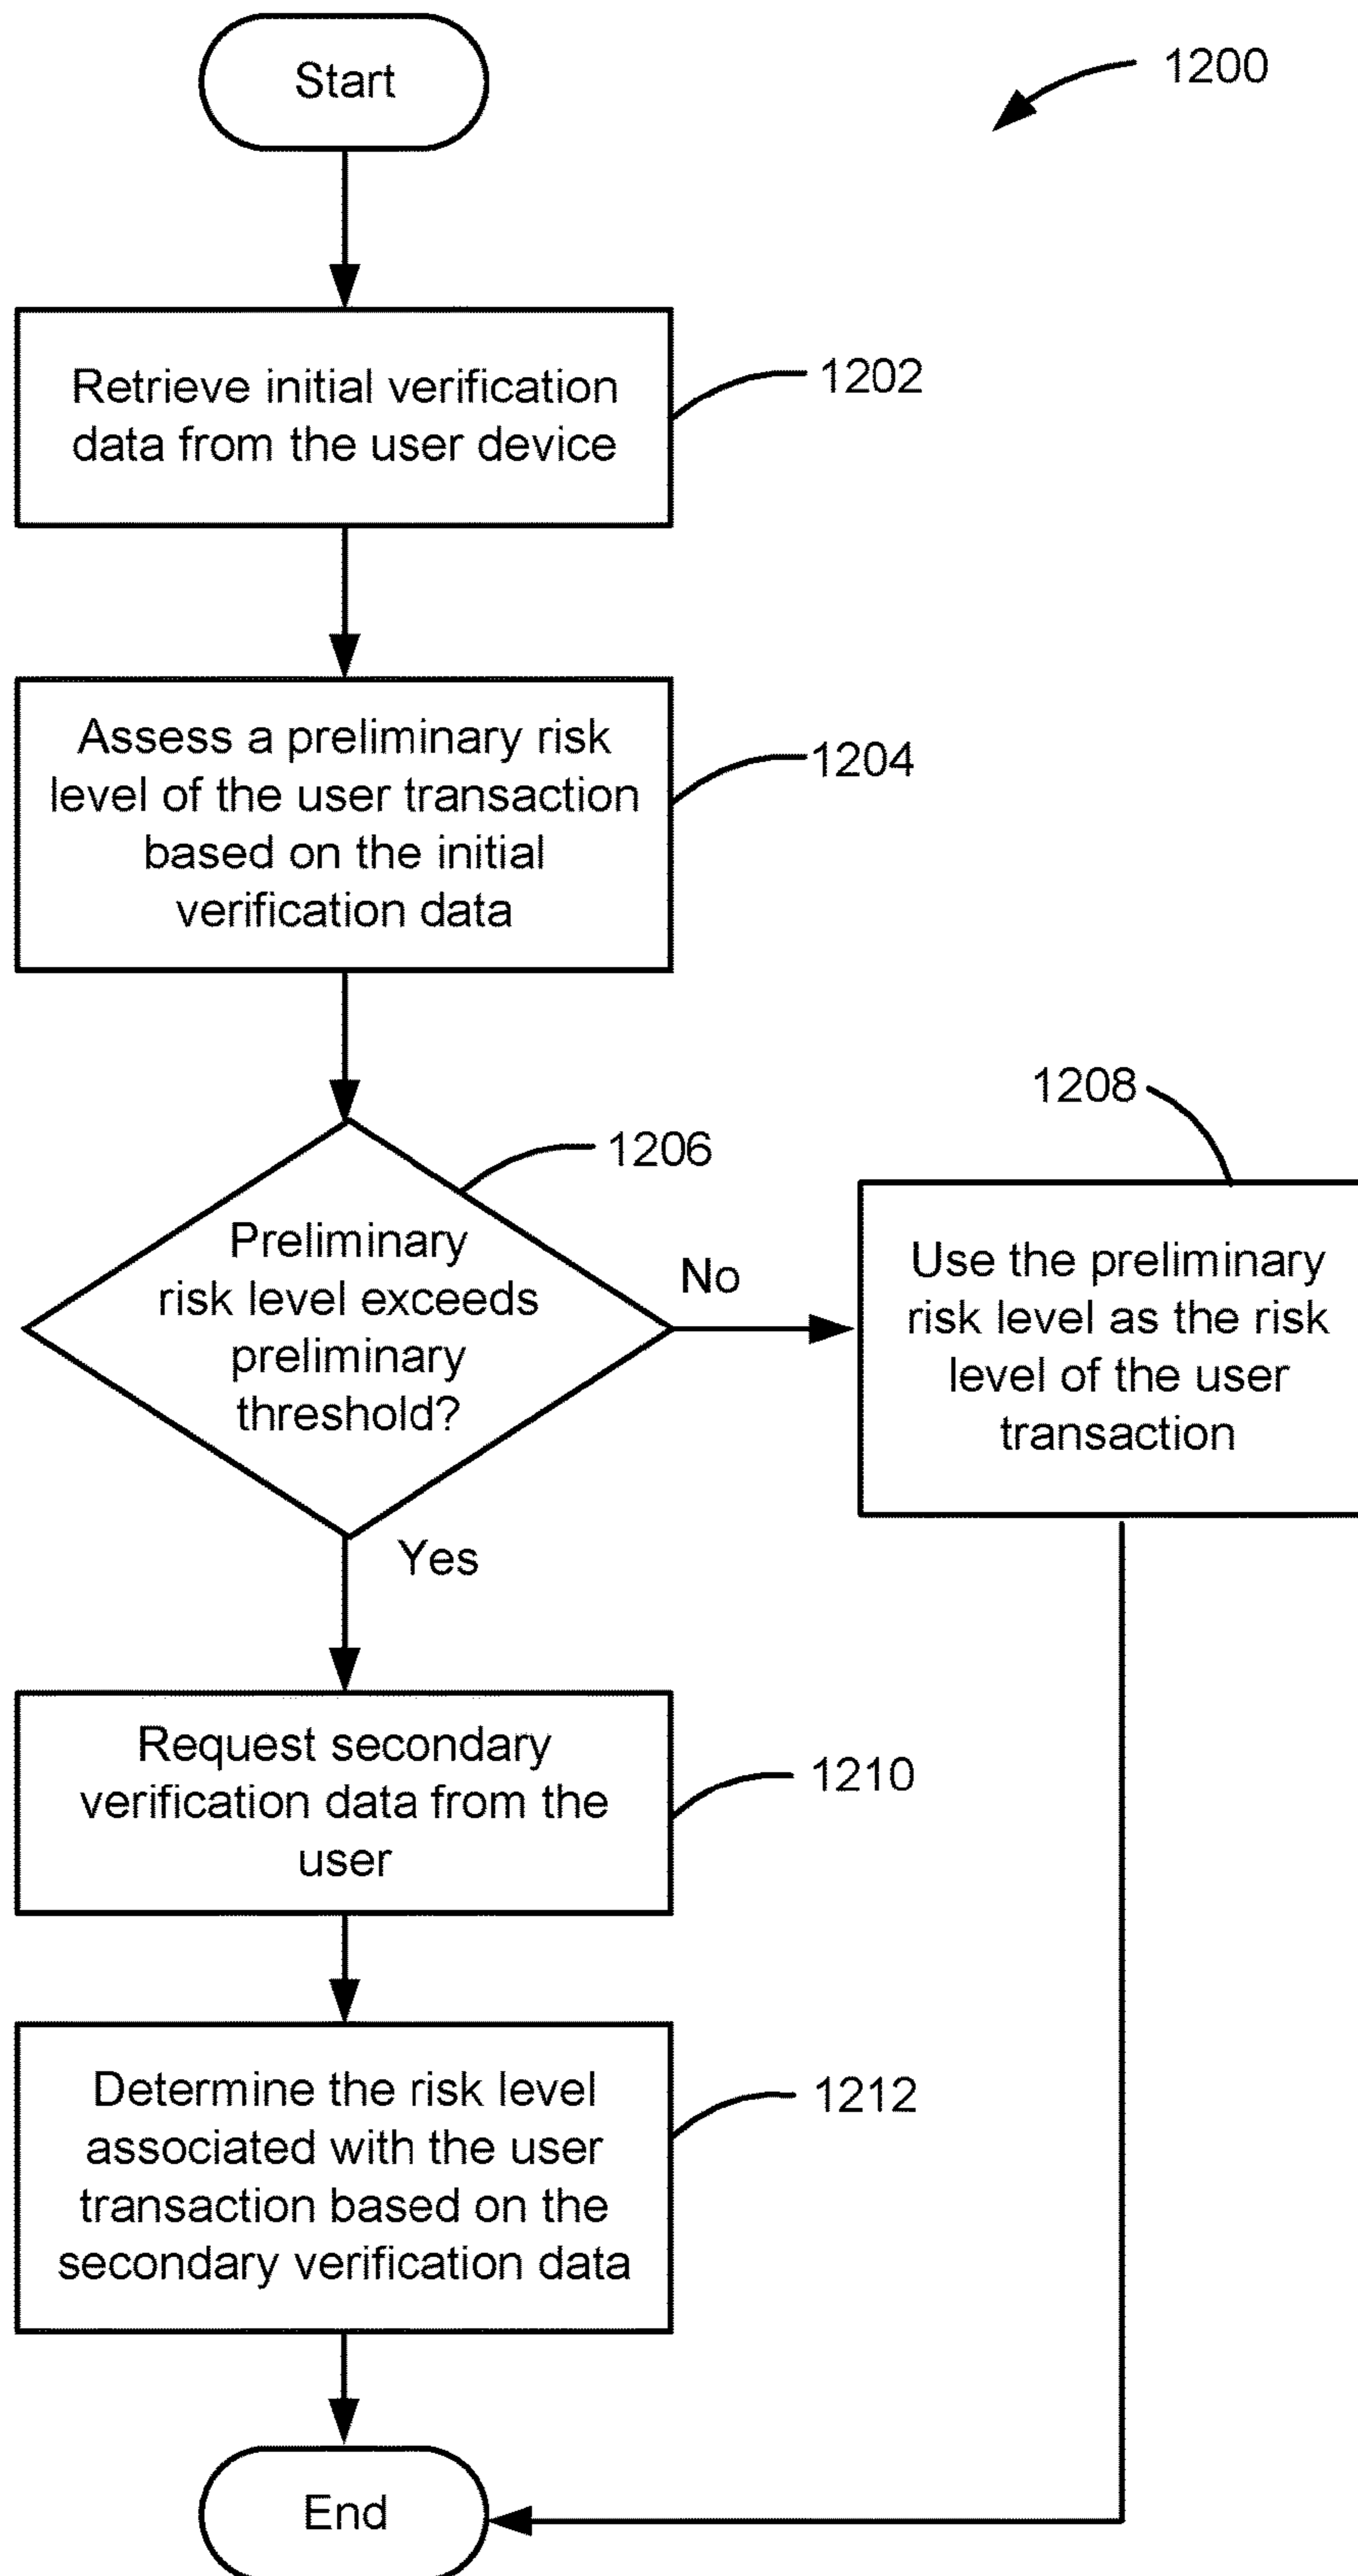 Start
1200
Retrieve initial verification
data from the user device
1202
Assess a preliminary risk
level of the user transaction
based on the initial
verification data
1204
Preliminary
risk level exceeds
preliminary
threshold?
1206
No
1208
Use the preliminary
risk level as the risk
level of the user
transaction
Yes
Request secondary
verification data from the
user
1210
Determine the risk level
associated with the user
transaction based on the
secondary verification data
1212
End